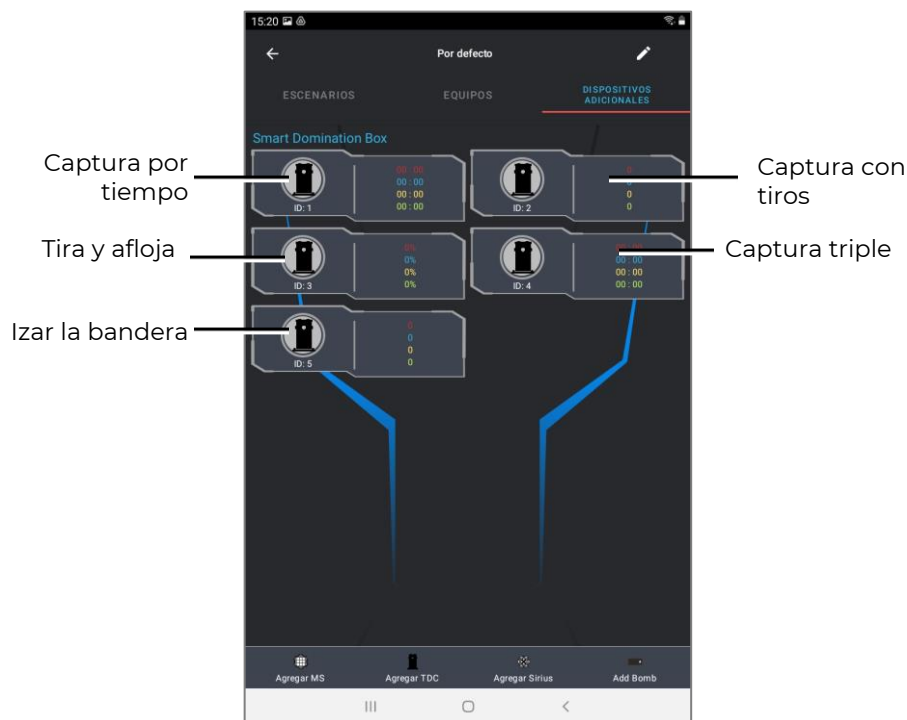 15:20
Por defecto
ESCENARIOS
EQUIPOS
DISPOSITIVOS
ADICIONALES
Smart Domination Box
Captura por
tiempo
ID: 1
00 : 00
00 : 00
00 : 00
00 : 00
ID: 2
0
0
0
0
Captura con
tiros
Tira y afloja
ID: 3
0%
0%
0%
0%
ID: 4
00 : 00
00 : 00
00 : 00
00 : 00
Captura triple
Izar la bandera
ID: 5
0
0
0
0
Agregar MS
Agregar TDC
Agregar Sirius
Add Bomb